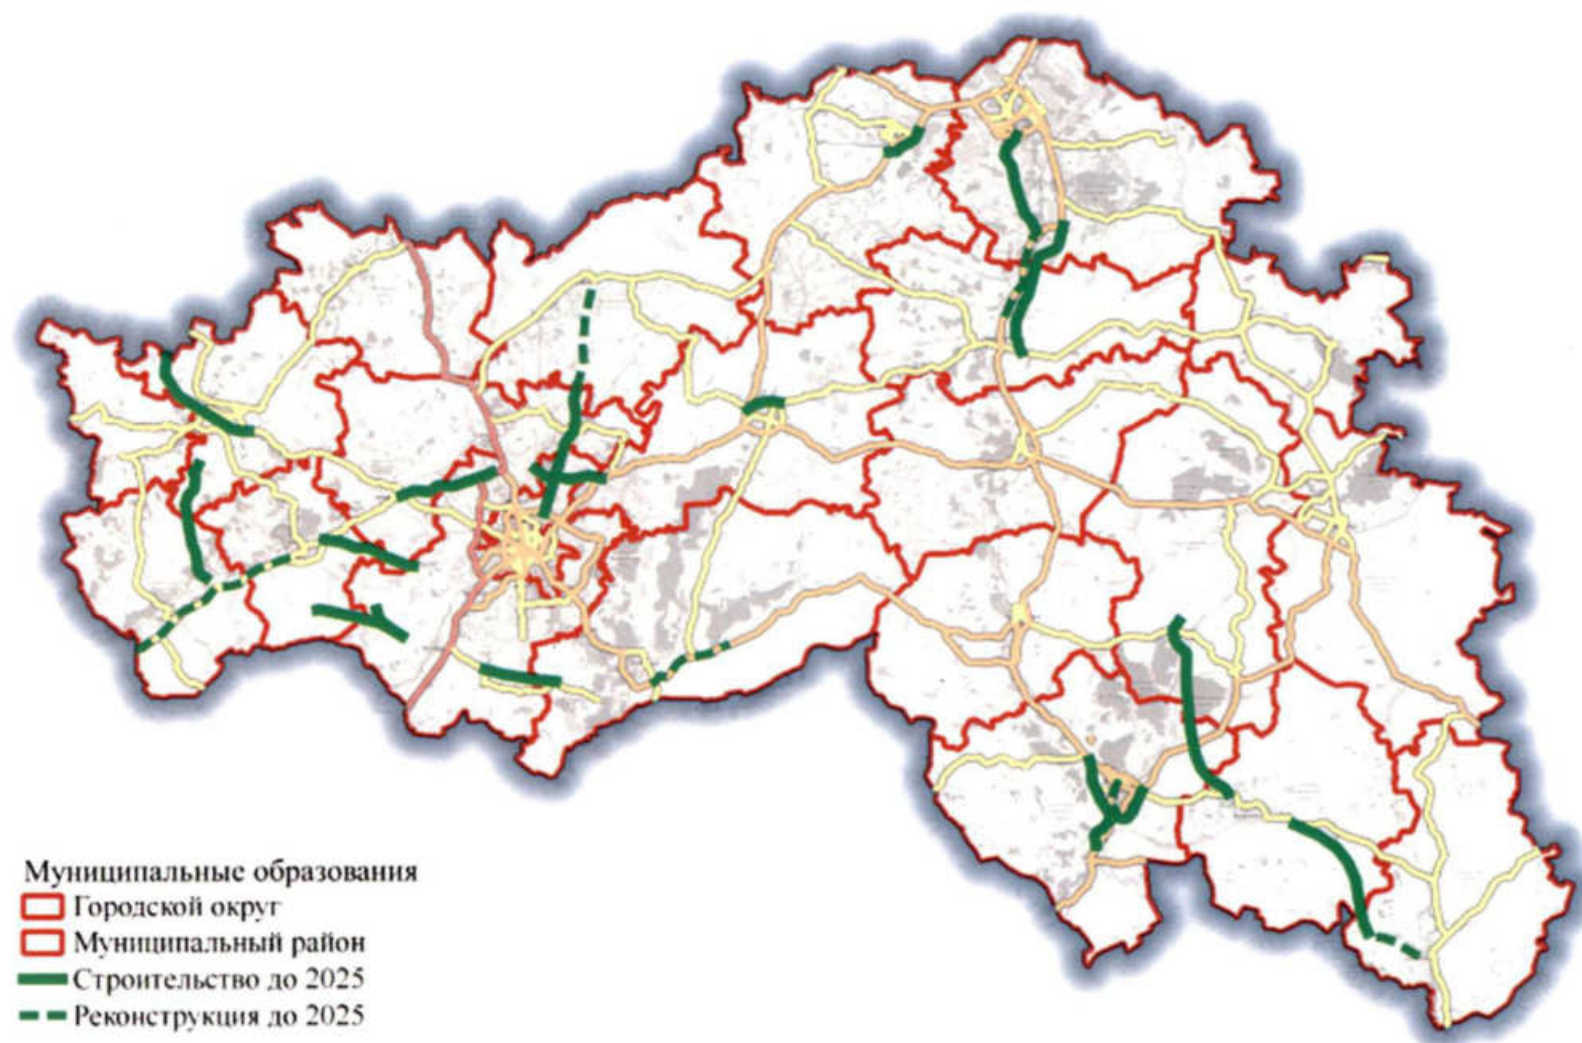 Муниципальные образования
Городской округ
Муниципальный район
Строительство до 2025
Реконструкция до 2025